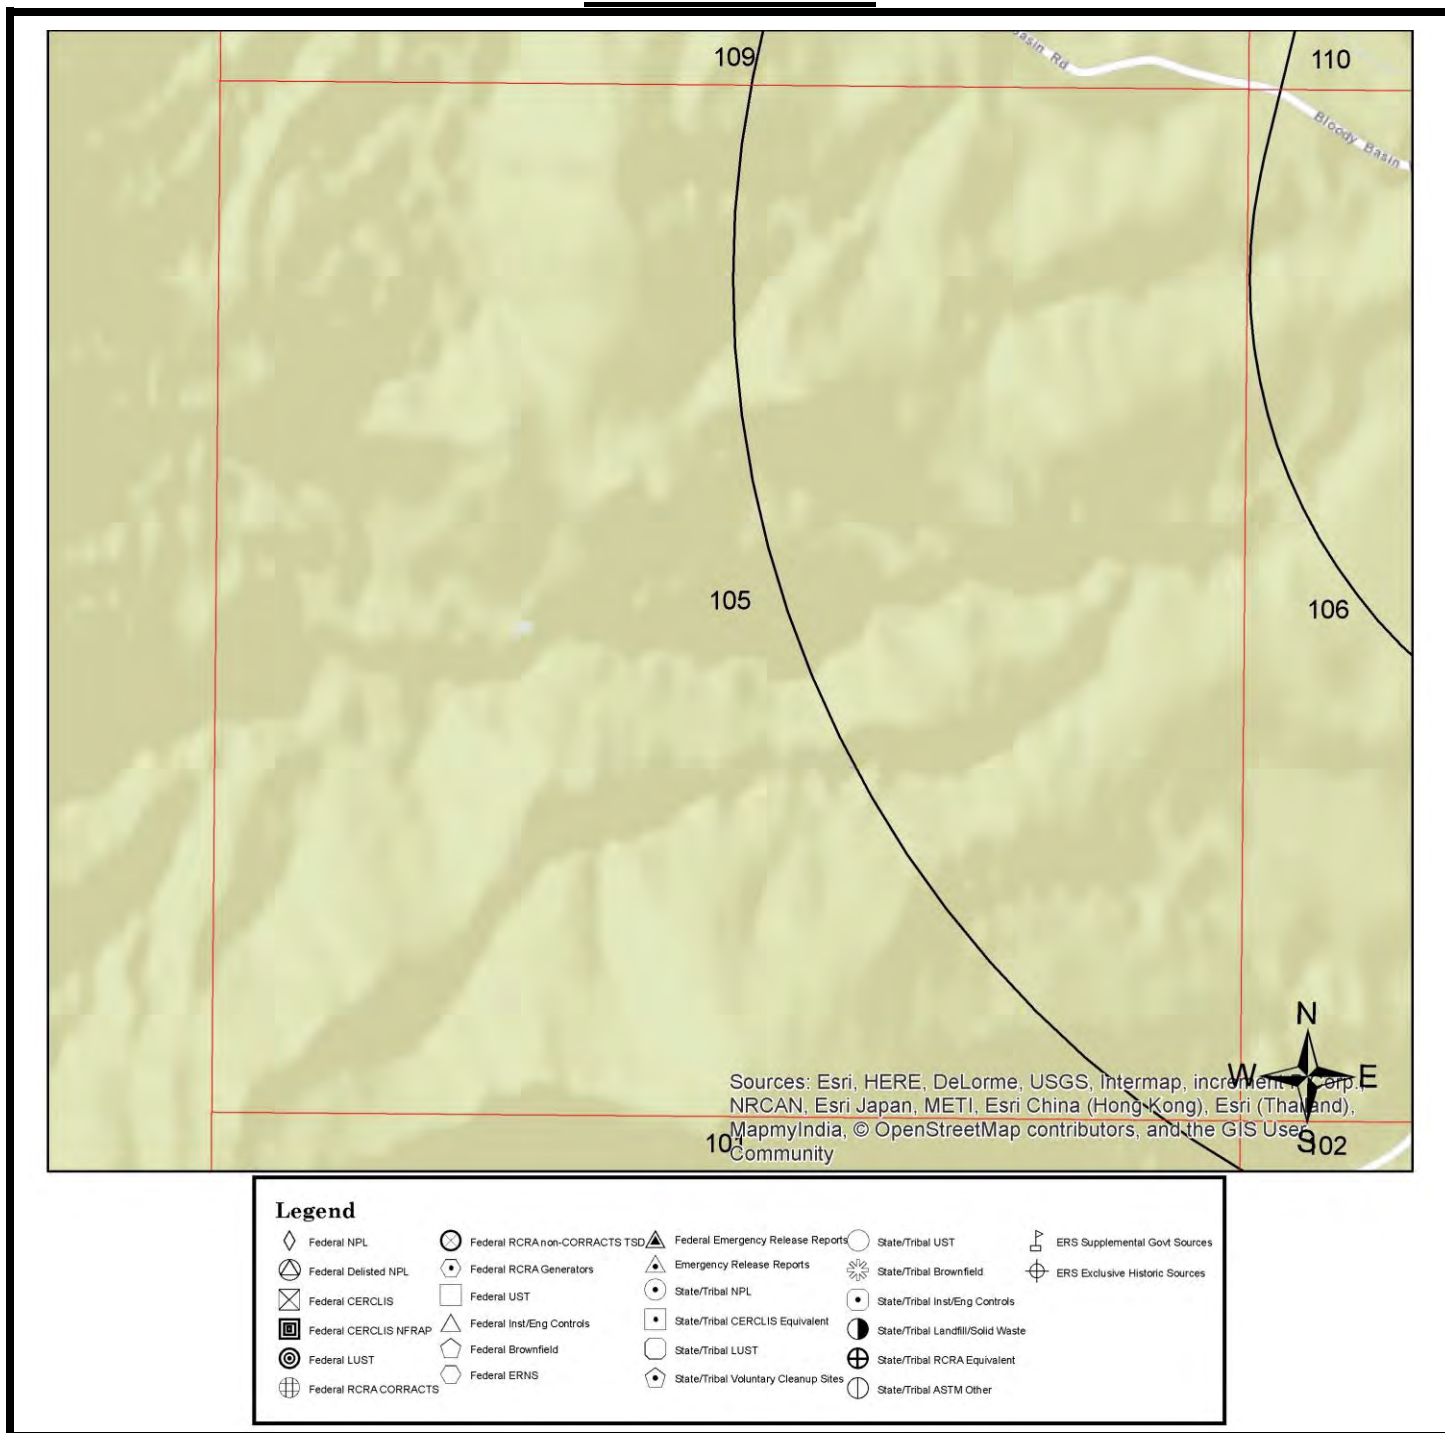 109
110
asin Rd
Bloody Basin
105
106
N
W
E
S
Sources: Esri, HERE, DeLorme, USGS, Intermap, increment P Corp.,
NRCAN, Esri Japan, METI, Esri China (Hong Kong), Esri (Thailand),
MapmyIndia, © OpenStreetMap contributors, and the GIS User
Community
101
102
Legend
Federal NPL
Federal Delisted NPL
Federal CERCLIS
Federal CERCLIS NFRAP
Federal LUST
Federal RCRA CORRACTS
Federal RCRA non-CORRACTS TSD
Federal RCRA Generators
Federal UST
Federal Inst/Eng Controls
Federal Brownfield
Federal ERNS
Federal Emergency Release Reports
Emergency Release Reports
State/Tribal NPL
State/Tribal CERCLIS Equivalent
State/Tribal LUST
State/Tribal Voluntary Cleanup Sites
State/Tribal UST
State/Tribal Brownfield
State/Tribal Inst/Eng Controls
State/Tribal Landfill/Solid Waste
State/Tribal RCRA Equivalent
State/Tribal ASTM Other
ERS Supplemental Govt Sources
ERS Exclusive Historic Sources